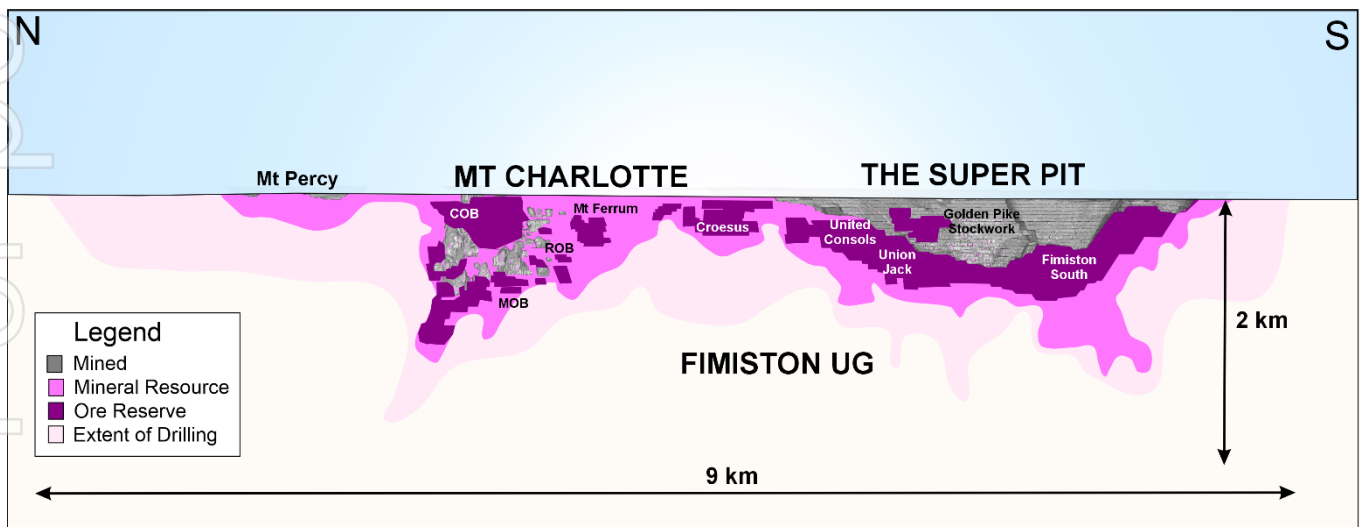 N
S
Mt Percy
MT CHARLOTTE
THE SUPER PIT
COB
Mt Ferrum
ROB
MOB
Croesus
United
Consols
Union
Jack
Golden Pike
Stockwork
Fimiston
South
FIMISTON UG
2 km
9 km
Legend
Mined
Mineral Resource
Ore Reserve
Extent of Drilling